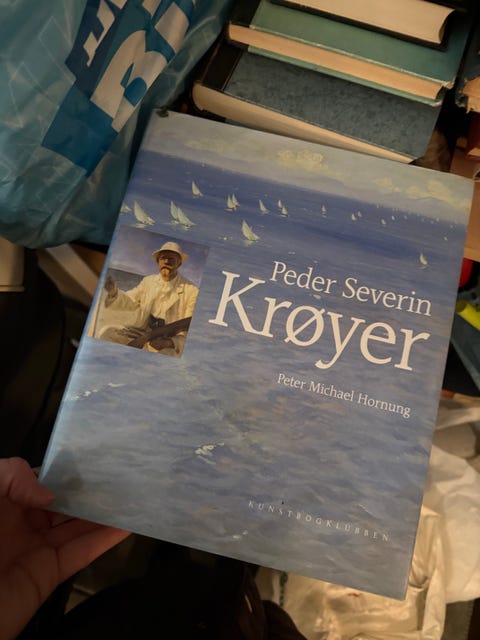 Peder Severin
Krøyer
Peter Michael Hornung
KUNSTBOGKLUBBEN